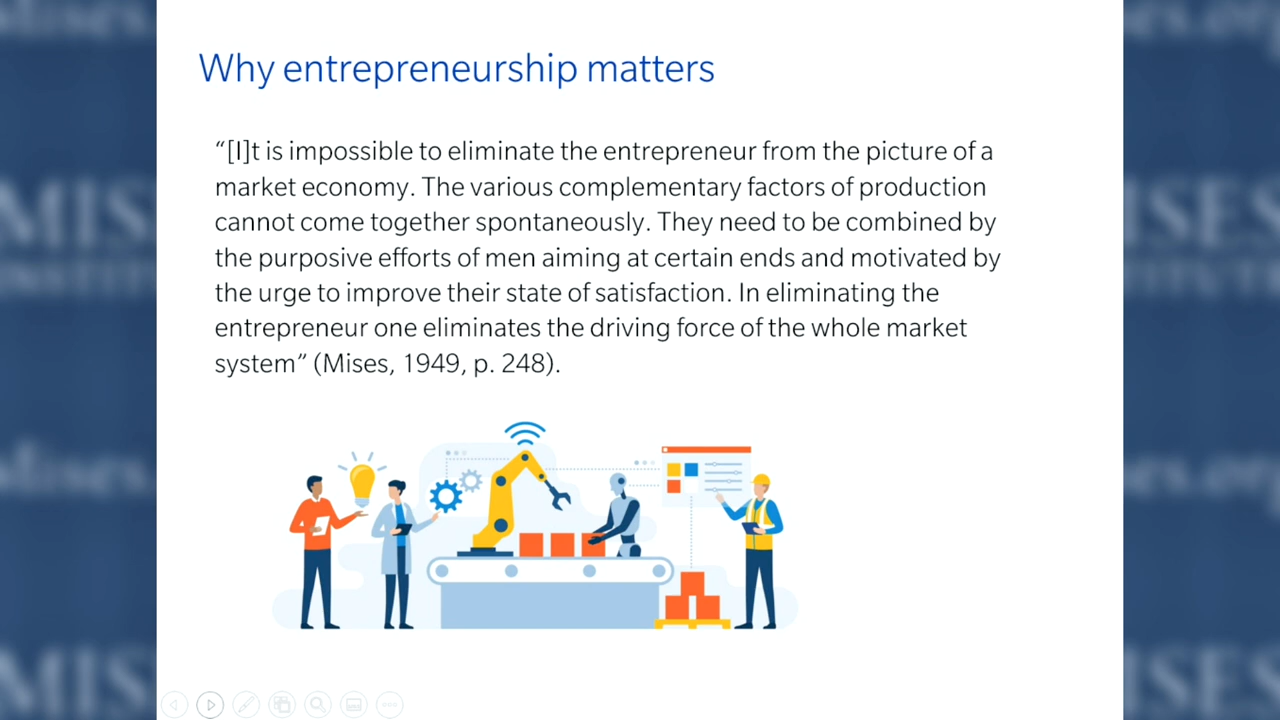 Why entrepreneurship matters
“[I]t is impossible to eliminate the entrepreneur from the picture of a
market economy. The various complementary factors of production
cannot come together spontaneously. They need to be combined by
the purposive efforts of men aiming at certain ends and motivated by
the urge to improve their state of satisfaction. In eliminating the
entrepreneur one eliminates the driving force of the whole market
system” (Mises, 1949, p. 248).